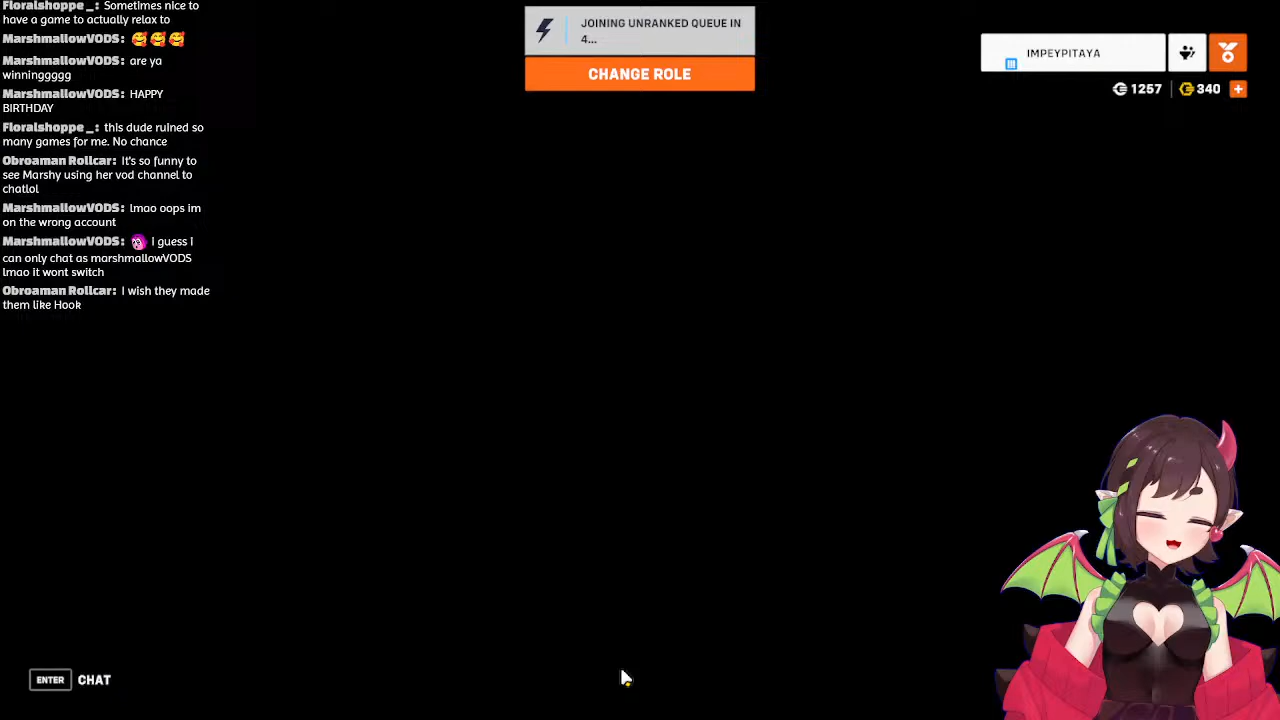 Floralshoppe_: Sometimes nice to
have a game to actually relax to
MarshmallowVODS: 🥰 🥰 🥰
MarshmallowVODS: are ya
winninggggg
MarshmallowVODS: HAPPY
BIRTHDAY
Floralshoppe_: this dude ruined so
many games for me. No chance
Obroaman Rollcar: It's so funny to
see Marshy using her vod channel to
chatlol
MarshmallowVODS: lmao oops im
on the wrong account
MarshmallowVODS: I guess i
can only chat as marshmallowVODS
lmao it wont switch
Obroaman Rollcar: I wish they made
them like Hook
JOINING UNRANKED QUEUE IN
4...
CHANGE ROLE
IMPEYPITAYA
1257
340
ENTER CHAT